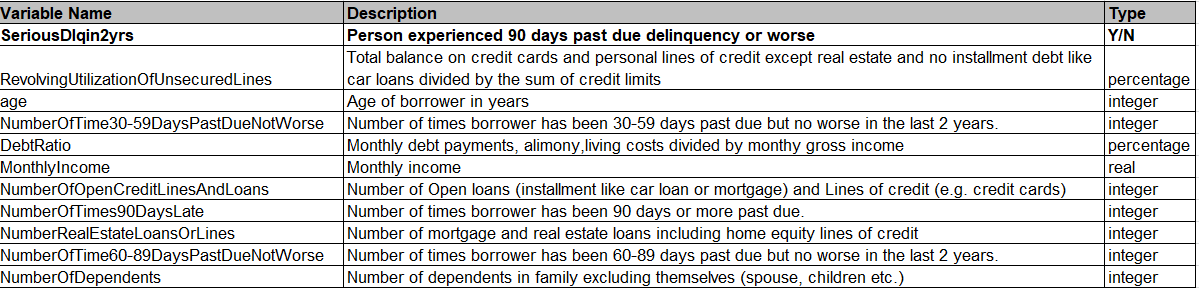 Variable Name Description Type
SeriousDlqin2yrs Person experienced 90 days past due delinquency or worse Y/N
Total balance on credit cards and personal lines of credit except real estate and no installment debt like
RevolvingUtilizationOfUnsecuredLines car loans divided by the sum of credit limits percentage
age Age of borrower in years integer
NumberOfTime30-59DaysPastDueNotWorse Number of times borrower has been 30-59 days past due but no worse in the last 2 years. integer
DebtRatio Monthly debt payments, alimony,living costs divided by monthy gross income percentage
MonthlyIncome Monthly income real
NumberOfOpenCreditLinesAndLoans Number of Open loans (installment like car loan or mortgage) and Lines of credit (e.g. credit cards) integer
NumberOfTimes90DaysLate Number of times borrower has been 90 days or more past due. integer
NumberRealEstateLoansOrLines Number of mortgage and real estate loans including home equity lines of credit integer
NumberOfTime60-89DaysPastDueNotWorse Number of times borrower has been 60-89 days past due but no worse in the last 2 years. integer
NumberOfDependents Number of dependents in family excluding themselves (spouse, children etc.) integer